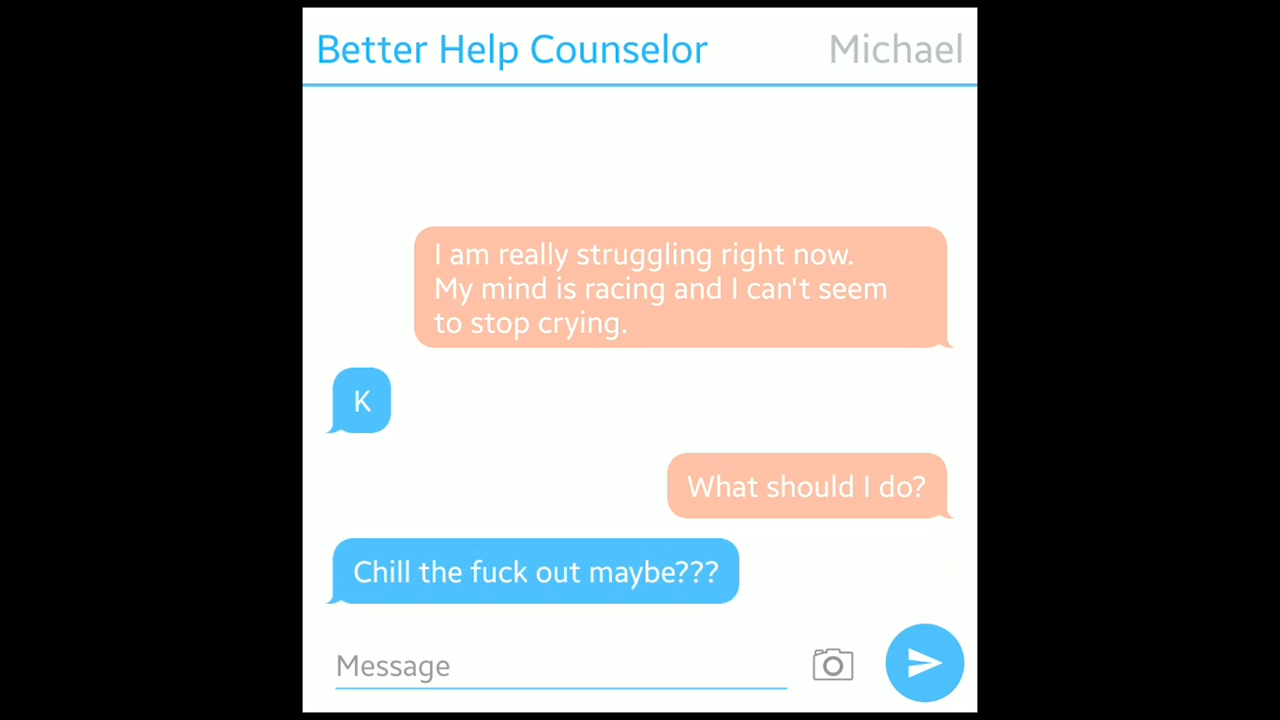 Better Help Counselor Michael
I am really struggling right now.
My mind is racing and I can't seem
to stop crying.
K
What should I do?
Chill the fuck out maybe???
Message